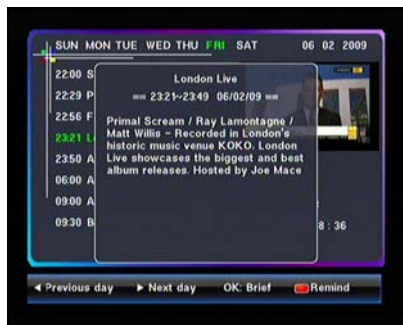 SUN MON TUE WED THU FRI SAT 06 02 2009
22:00 S
22:29 P
22:56 F
23:21 L
23:50 A
06:00 A
09:00 A
09:30 B
London Live
== 23:21~23:49 06/02/09 ==
Primal Scream / Ray Lamontagne /
Matt Willis – Recorded in London's
historic music venue KOKO. London
Live showcases the biggest and best
album releases. Hosted by Joe Mace
8 : 36
Previous day Next day OK: Brief Remind